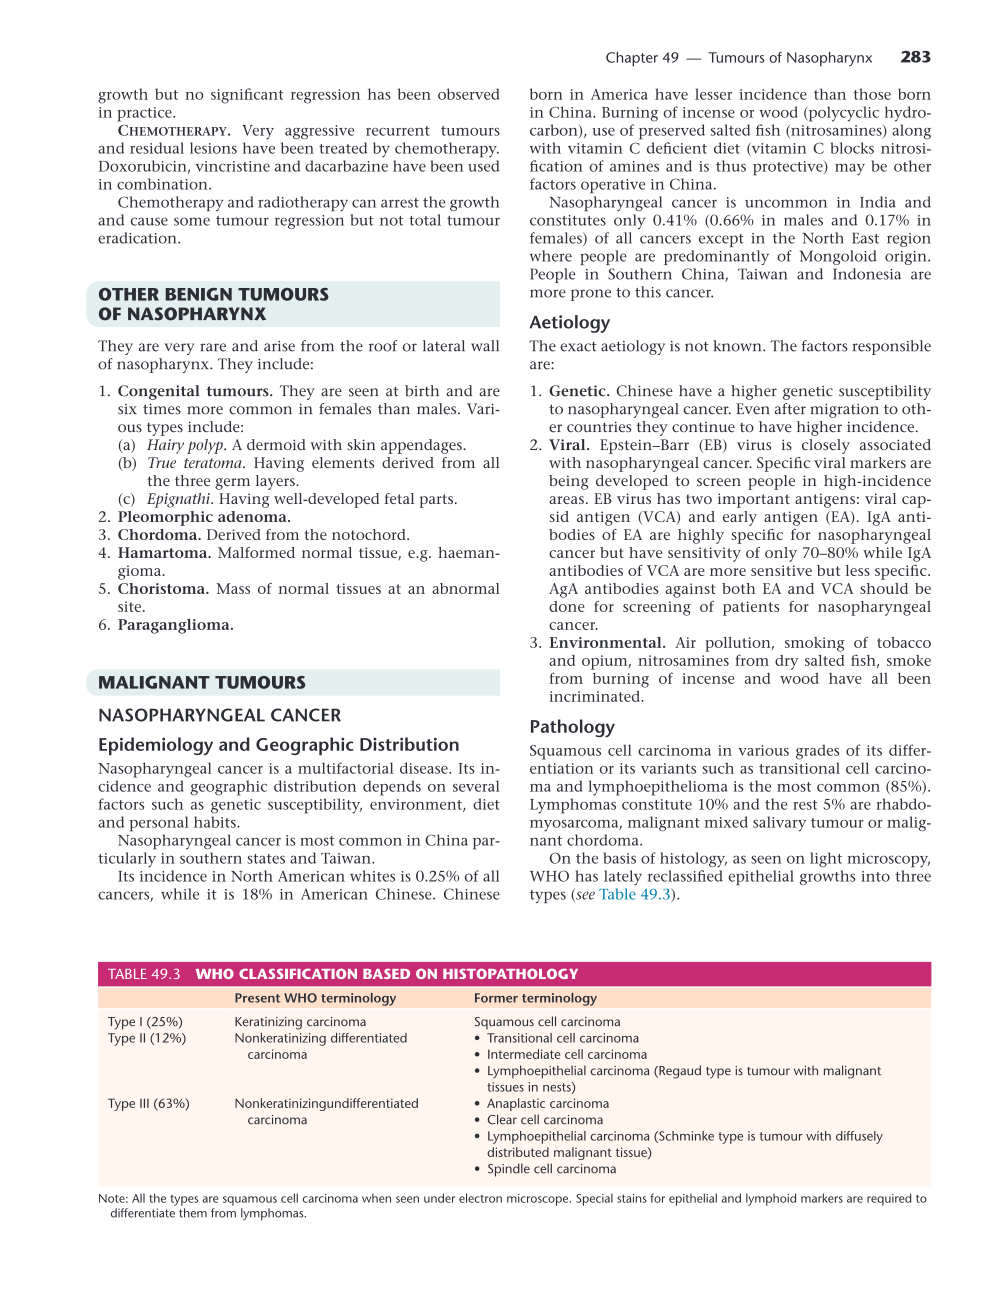 Chapter 49 — Tumours of Nasopharynx 283
growth but no significant regression has been observed
in practice.
CHEMOTHERAPY. Very aggressive recurrent tumours
and residual lesions have been treated by chemotherapy.
Doxorubicin, vincristine and dacarbazine have been used
in combination.
Chemotherapy and radiotherapy can arrest the growth
and cause some tumour regression but not total tumour
eradication.
OTHER BENIGN TUMOURS
OF NASOPHARYNX
They are very rare and arise from the roof or lateral wall
of nasopharynx. They include:
1. Congenital tumours. They are seen at birth and are
six times more common in females than males. Vari-
ous types include:
(a) Hairy polyp. A dermoid with skin appendages.
(b) True teratoma. Having elements derived from all
the three germ layers.
(c) Epignathi. Having well-developed fetal parts.
2. Pleomorphic adenoma.
3. Chordoma. Derived from the notochord.
4. Hamartoma. Malformed normal tissue, e.g. haeman-
gioma.
5. Choristoma. Mass of normal tissues at an abnormal
site.
6. Paraganglioma.
MALIGNANT TUMOURS
NASOPHARYNGEAL CANCER
Epidemiology and Geographic Distribution
Nasopharyngeal cancer is a multifactorial disease. Its in-
cidence and geographic distribution depends on several
factors such as genetic susceptibility, environment, diet
and personal habits.
Nasopharyngeal cancer is most common in China par-
ticularly in southern states and Taiwan.
Its incidence in North American whites is 0.25% of all
cancers, while it is 18% in American Chinese. Chinese
born in America have lesser incidence than those born
in China. Burning of incense or wood (polycyclic hydro-
carbon), use of preserved salted fish (nitrosamines) along
with vitamin C deficient diet (vitamin C blocks nitrosi-
fication of amines and is thus protective) may be other
factors operative in China.
Nasopharyngeal cancer is uncommon in India and
constitutes only 0.41% (0.66% in males and 0.17% in
females) of all cancers except in the North East region
where people are predominantly of Mongoloid origin.
People in Southern China, Taiwan and Indonesia are
more prone to this cancer.
Aetiology
The exact aetiology is not known. The factors responsible
are:
1. Genetic. Chinese have a higher genetic susceptibility
to nasopharyngeal cancer. Even after migration to oth-
er countries they continue to have higher incidence.
2. Viral. Epstein–Barr (EB) virus is closely associated
with nasopharyngeal cancer. Specific viral markers are
being developed to screen people in high-incidence
areas. EB virus has two important antigens: viral cap-
sid antigen (VCA) and early antigen (EA). IgA anti-
bodies of EA are highly specific for nasopharyngeal
cancer but have sensitivity of only 70–80% while IgA
antibodies of VCA are more sensitive but less specific.
AgA antibodies against both EA and VCA should be
done for screening of patients for nasopharyngeal
cancer.
3. Environmental. Air pollution, smoking of tobacco
and opium, nitrosamines from dry salted fish, smoke
from burning of incense and wood have all been
incriminated.
Pathology
Squamous cell carcinoma in various grades of its differ-
entiation or its variants such as transitional cell carcino-
ma and lymphoepithelioma is the most common (85%).
Lymphomas constitute 10% and the rest 5% are rhabdo-
myosarcoma, malignant mixed salivary tumour or malig-
nant chordoma.
On the basis of histology, as seen on light microscopy,
WHO has lately reclassified epithelial growths into three
types (see Table 49.3).
TABLE 49.3 WHO CLASSIFICATION BASED ON HISTOPATHOLOGY
Present WHO terminology Former terminology
Type I (25%) Keratinizing carcinoma Squamous cell carcinoma
Type II (12%) Nonkeratinizing differentiated • Transitional cell carcinoma
carcinoma • Intermediate cell carcinoma
• Lymphoepithelial carcinoma (Regaud type is tumour with malignant
tissues in nests)
Type III (63%) Nonkeratinizingundifferentiated • Anaplastic carcinoma
carcinoma • Clear cell carcinoma
• Lymphoepithelial carcinoma (Schminke type is tumour with diffusely
distributed malignant tissue)
• Spindle cell carcinoma
Note: All the types are squamous cell carcinoma when seen under electron microscope. Special stains for epithelial and lymphoid markers are required to
differentiate them from lymphomas.